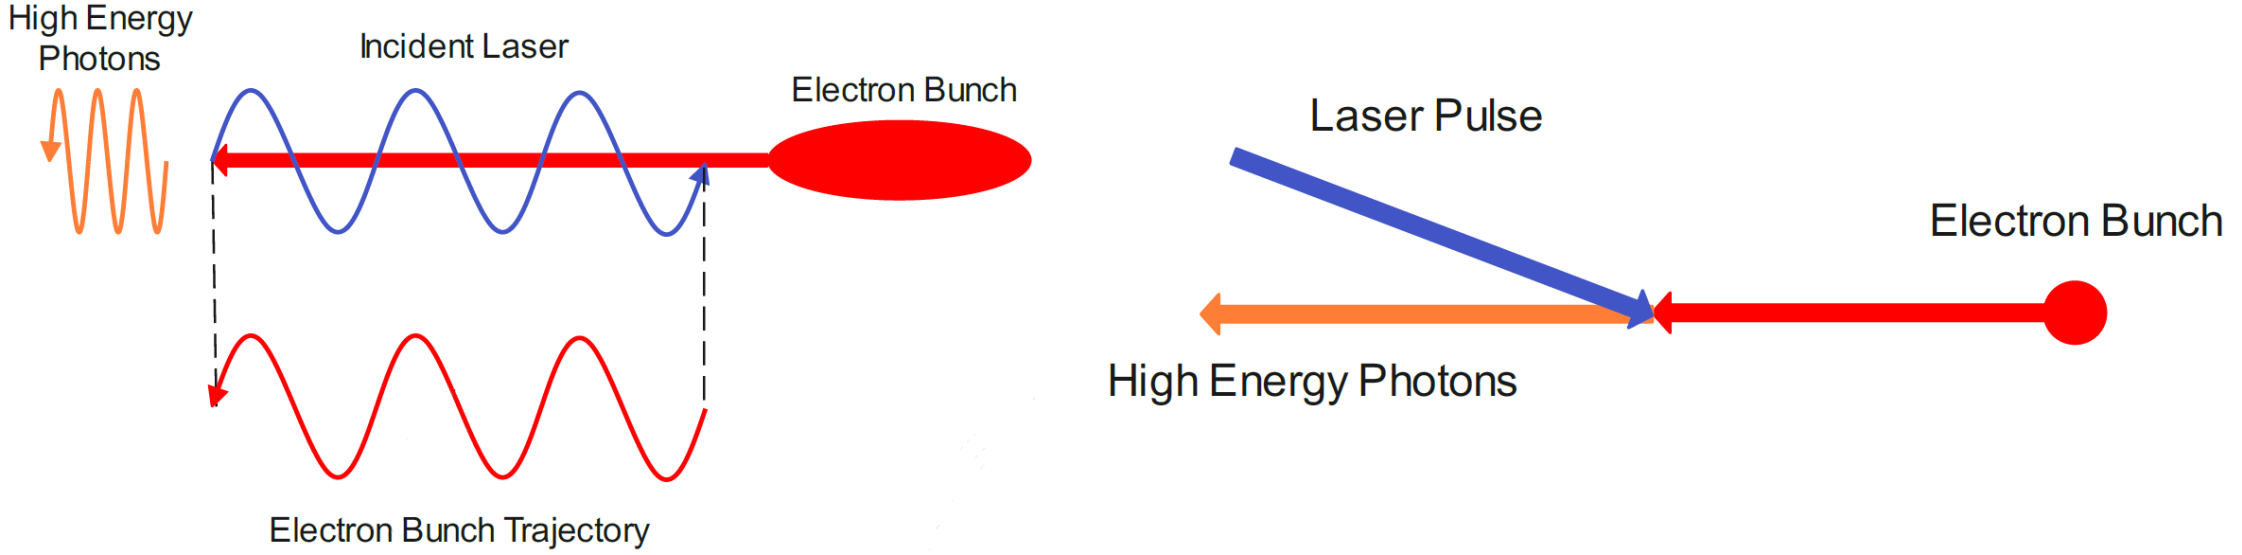 High Energy
Photons
Incident Laser
Electron Bunch
Electron Bunch Trajectory
Laser Pulse
Electron Bunch
High Energy Photons